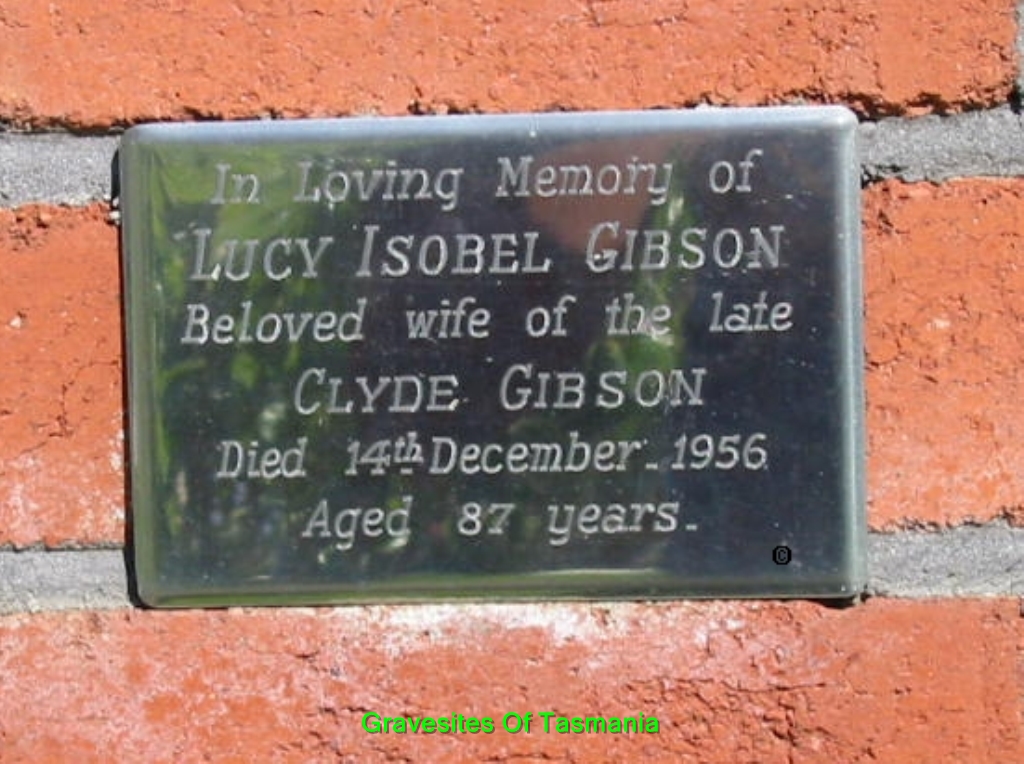 In Loving Memory of
LUCY ISOBEL GIBSON
Beloved wife of the late
CLYDE GIBSON
Died 14th December. 1956
Aged 87 years.
©
Gravesites Of Tasmania